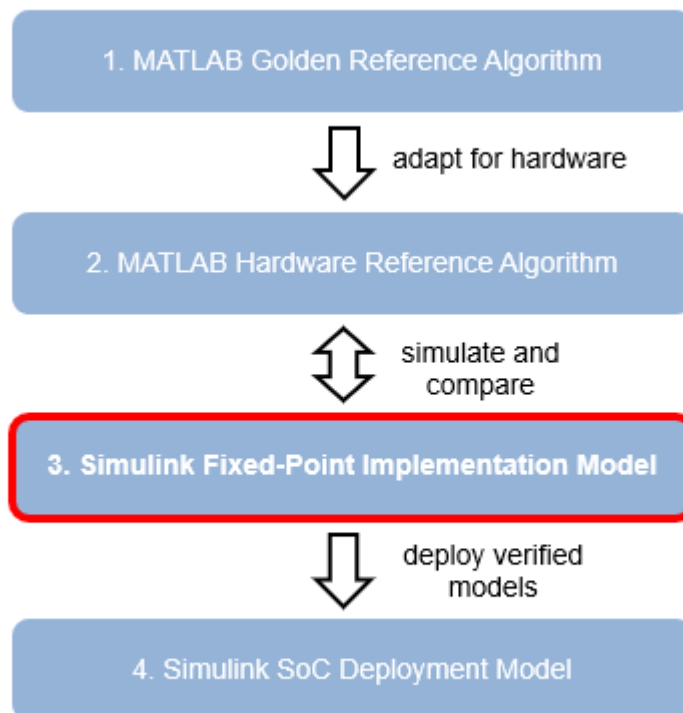 1. MATLAB Golden Reference Algorithm
adapt for hardware
2. MATLAB Hardware Reference Algorithm
simulate and
compare
3. Simulink Fixed-Point Implementation Model
deploy verified
models
4. Simulink SoC Deployment Model